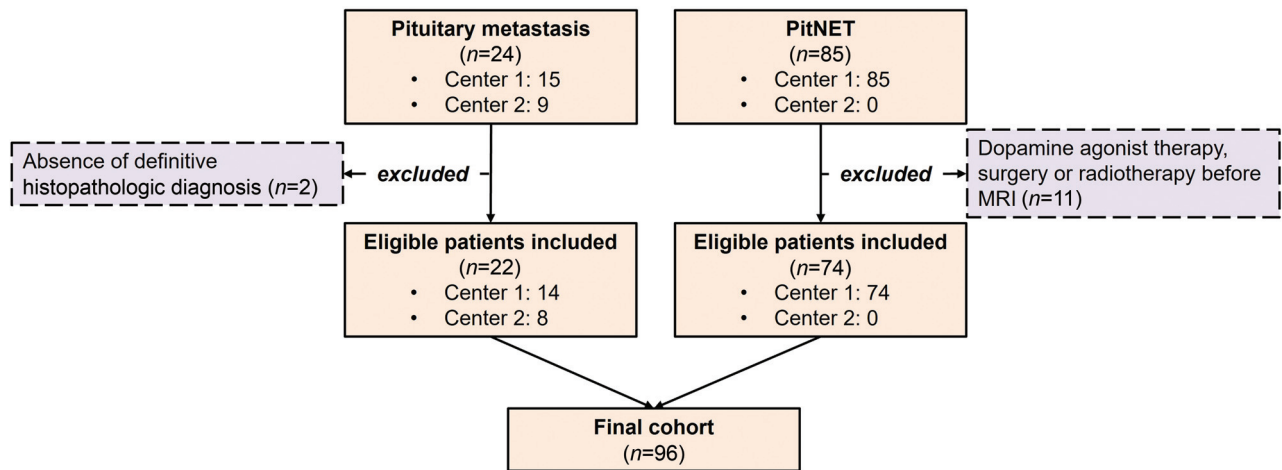 Pituitary metastasis
(n=24)
• Center 1: 15
• Center 2: 9
PitNET
(n=85)
• Center 1: 85
• Center 2: 0
Absence of definitive
histopathologic diagnosis (n=2)
excluded
excluded
Dopamine agonist therapy,
surgery or radiotherapy before
MRI (n=11)
Eligible patients included
(n=22)
• Center 1: 14
• Center 2: 8
Eligible patients included
(n=74)
• Center 1: 74
• Center 2: 0
Final cohort
(n=96)